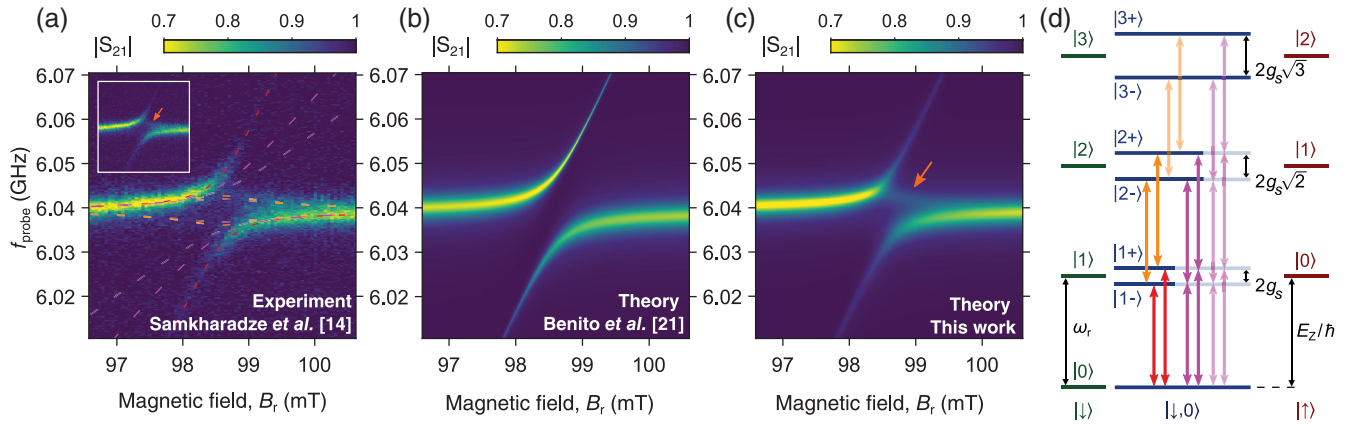 (a)
|S21|
0.7 0.8 0.9 1
6.07
6.06
6.05
6.04
6.03
6.02
fprobe (GHz)
Experiment
Samkharadze et al. [14]
97 98 99 100
Magnetic field, Br (mT)
(b)
|S21|
0.7 0.8 0.9 1
6.07
6.06
6.05
6.04
6.03
6.02
Theory
Benito et al. [21]
97 98 99 100
Magnetic field, Br (mT)
(c)
|S21|
0.7 0.8 0.9 1
6.07
6.06
6.05
6.04
6.03
6.02
Theory
This work
97 98 99 100
Magnetic field, Br (mT)
(d)
|3+⟩
|3⟩
|2⟩
2gs√3
|3-⟩
|2+⟩
|2⟩
|1⟩
2gs√2
|2-⟩
|1+⟩
|1⟩
|0⟩
2gs
|1-⟩
ωr
EZ/ħ
|0⟩
|↓⟩
|↓,0⟩
|↑⟩